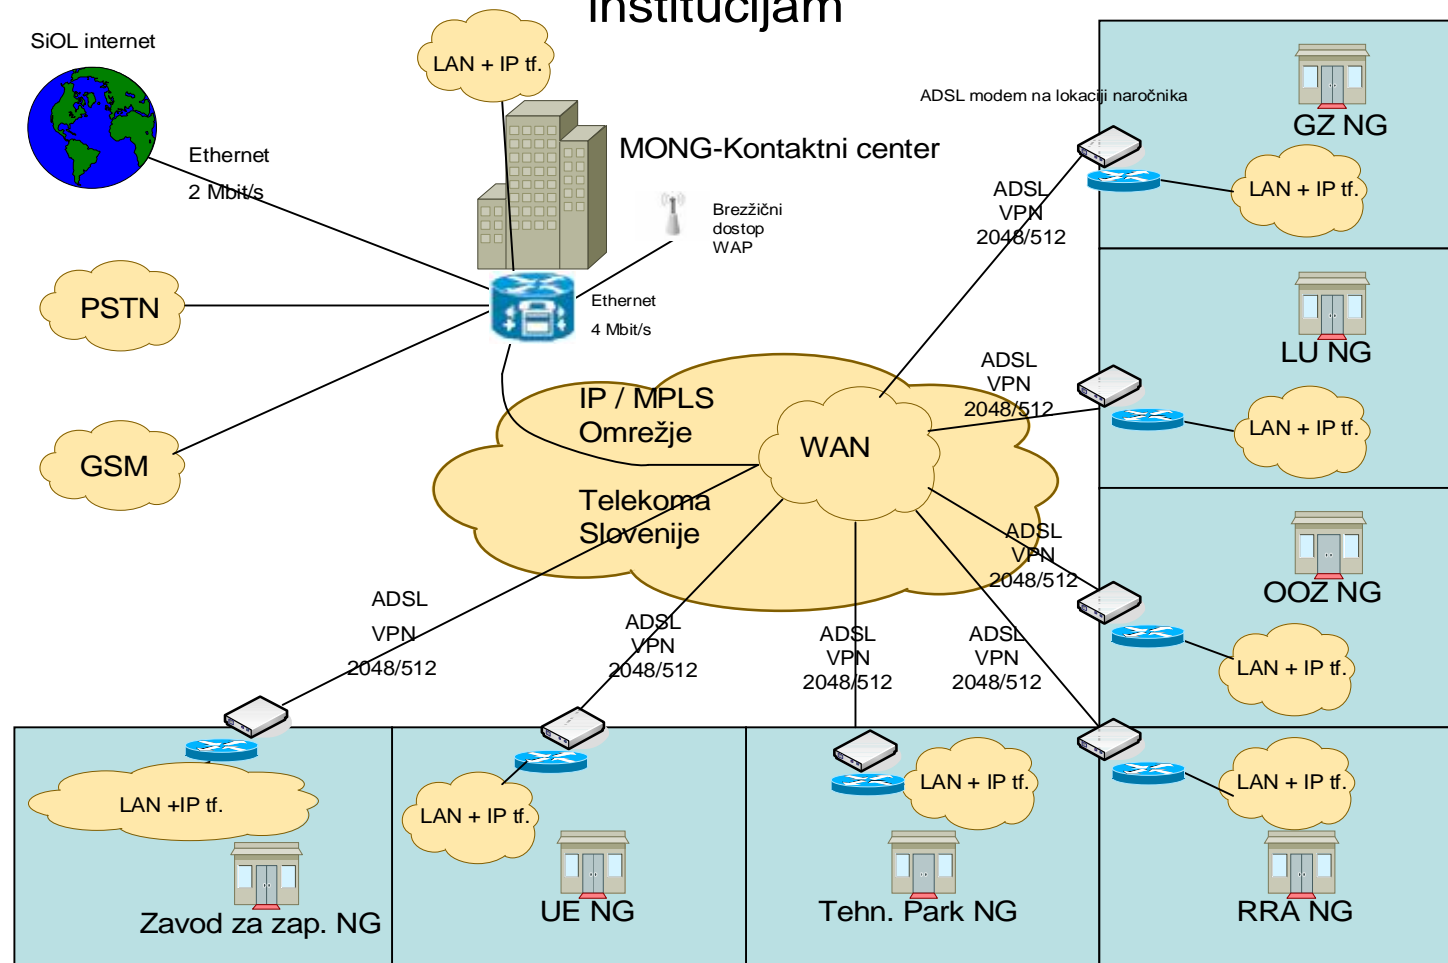 institucijam
SiOL internet
LAN + IP tf.
ADSL modem na lokaciji naročnika
GZ NG
MONG-Kontaktni center
Ethernet
2 Mbit/s
ADSL
VPN
2048/512
LAN + IP tf.
Brezžični
dostop
WAP
PSTN
Ethernet
4 Mbit/s
LU NG
ADSL
VPN
2048/512
LAN + IP tf.
IP / MPLS
Omrežje
WAN
GSM
Telekoma
Slovenije
ADSL
VPN
2048/512
OOZ NG
LAN + IP tf.
ADSL
VPN
2048/512
ADSL
VPN
2048/512
ADSL
VPN
2048/512
ADSL
VPN
2048/512
LAN +IP tf.
LAN + IP tf.
LAN + IP tf.
LAN + IP tf.
Zavod za zap. NG
UE NG
Tehn. Park NG
RRA NG